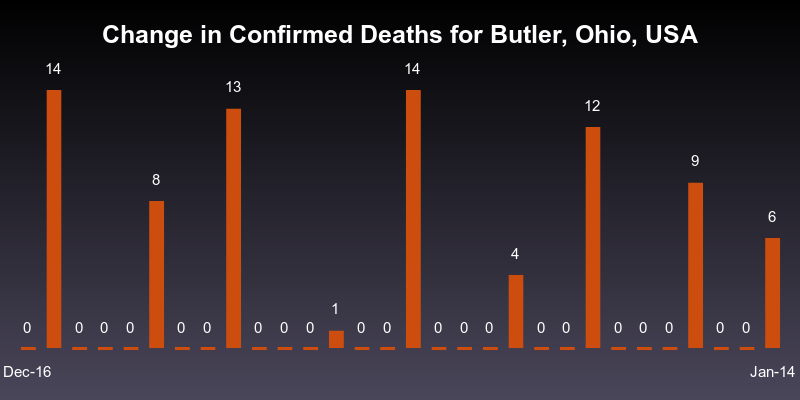 Change in Confirmed Deaths for Butler, Ohio, USA
0 14 0 0 0 8 0 0 13 0 0 0 1 0 0 14 0 0 0 4 0 0 12 0 0 0 9 0 0 6
Dec-16 Jan-14